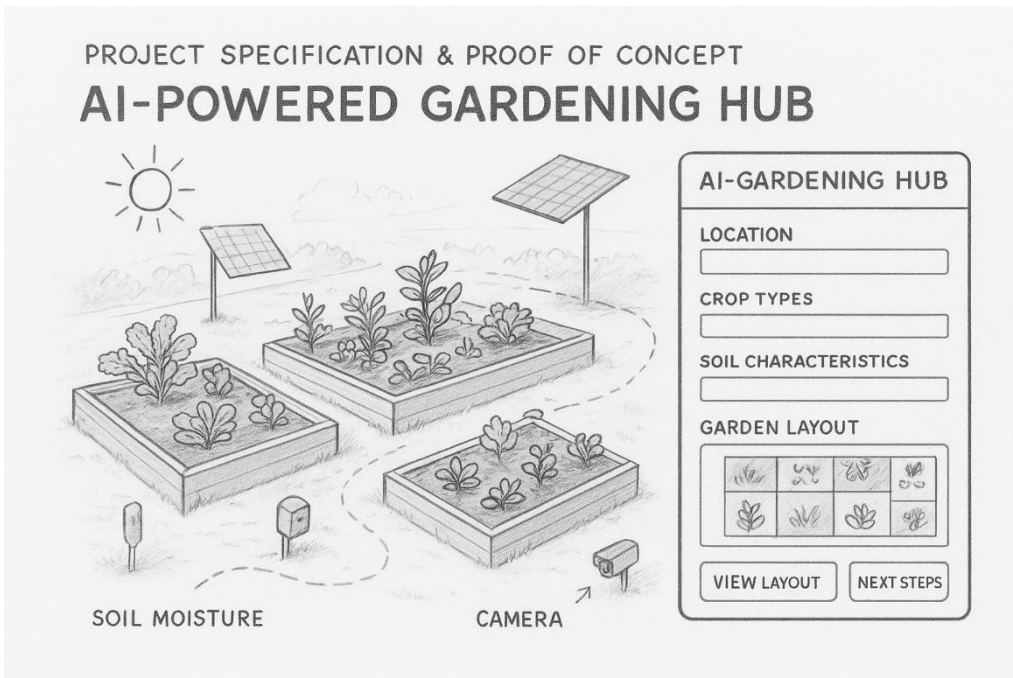 PROJECT SPECIFICATION & PROOF OF CONCEPT
AI-POWERED GARDENING HUB
AI-GARDENING HUB
LOCATION
CROP TYPES
SOIL CHARACTERISTICS
GARDEN LAYOUT
VIEW LAYOUT
NEXT STEPS
SOIL MOISTURE
CAMERA